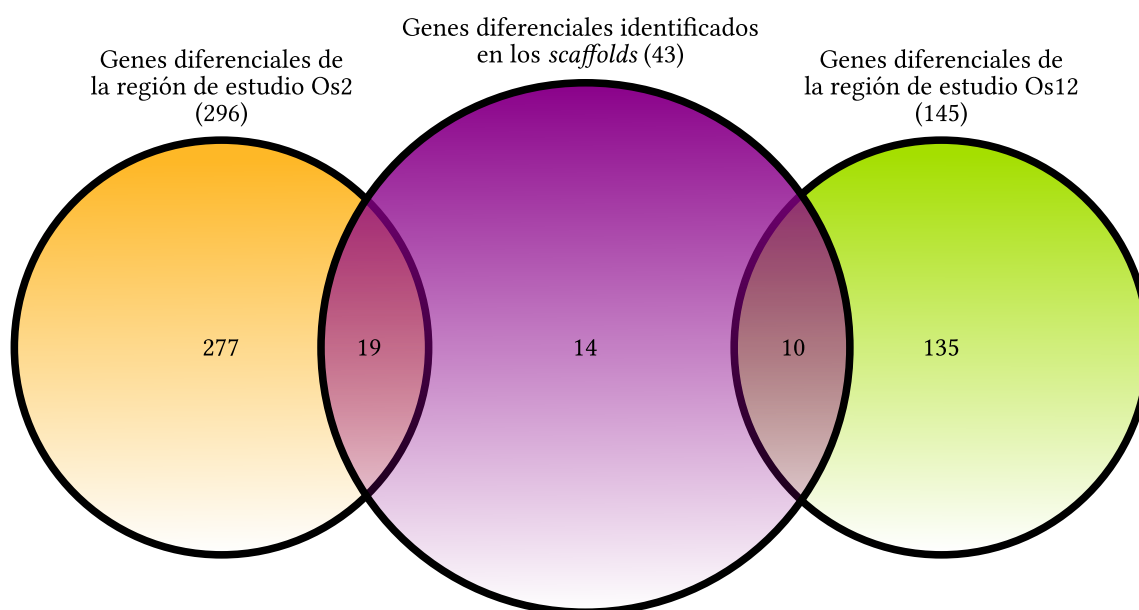 Genes diferenciales identificados
en los scaffolds (43)
Genes diferenciales de
la región de estudio Os2
(296)
Genes diferenciales de
la región de estudio Os12
(145)
277
19
14
10
135